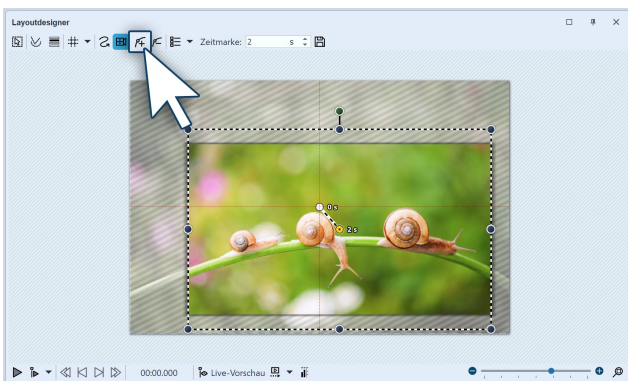 Layoutdesigner
Zeitmarke: 2 s
0 s
2 s
00:00.000 Live-Vorschau